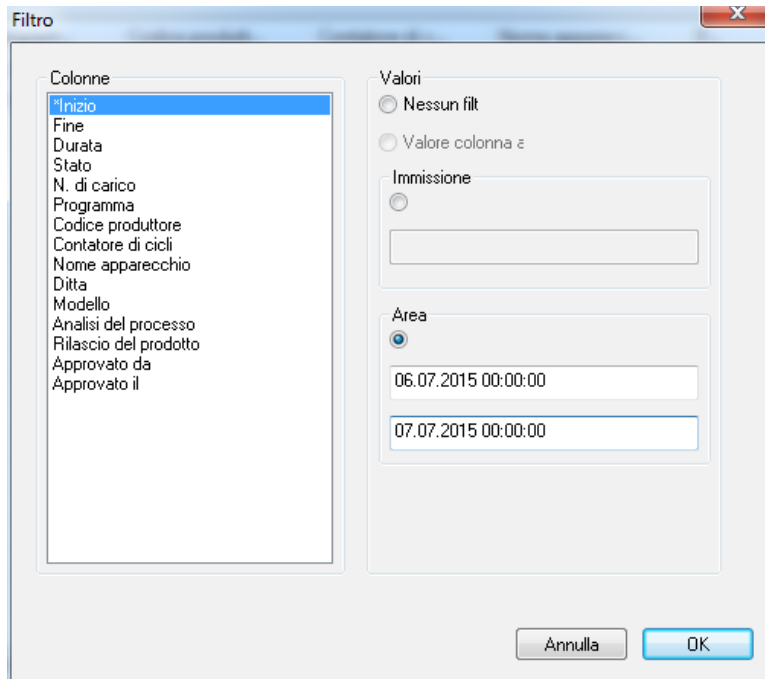 Filtro
Colonne
*Inizio
Fine
Durata
Stato
N. di carico
Programma
Codice produttore
Contatore di cicli
Nome apparecchio
Ditta
Modello
Analisi del processo
Rilascio del prodotto
Approvato da
Approvato il
Valori
Nessun filt
Valore colonna a
Immissione
Area
06.07.2015 00:00:00
07.07.2015 00:00:00
Annulla
OK